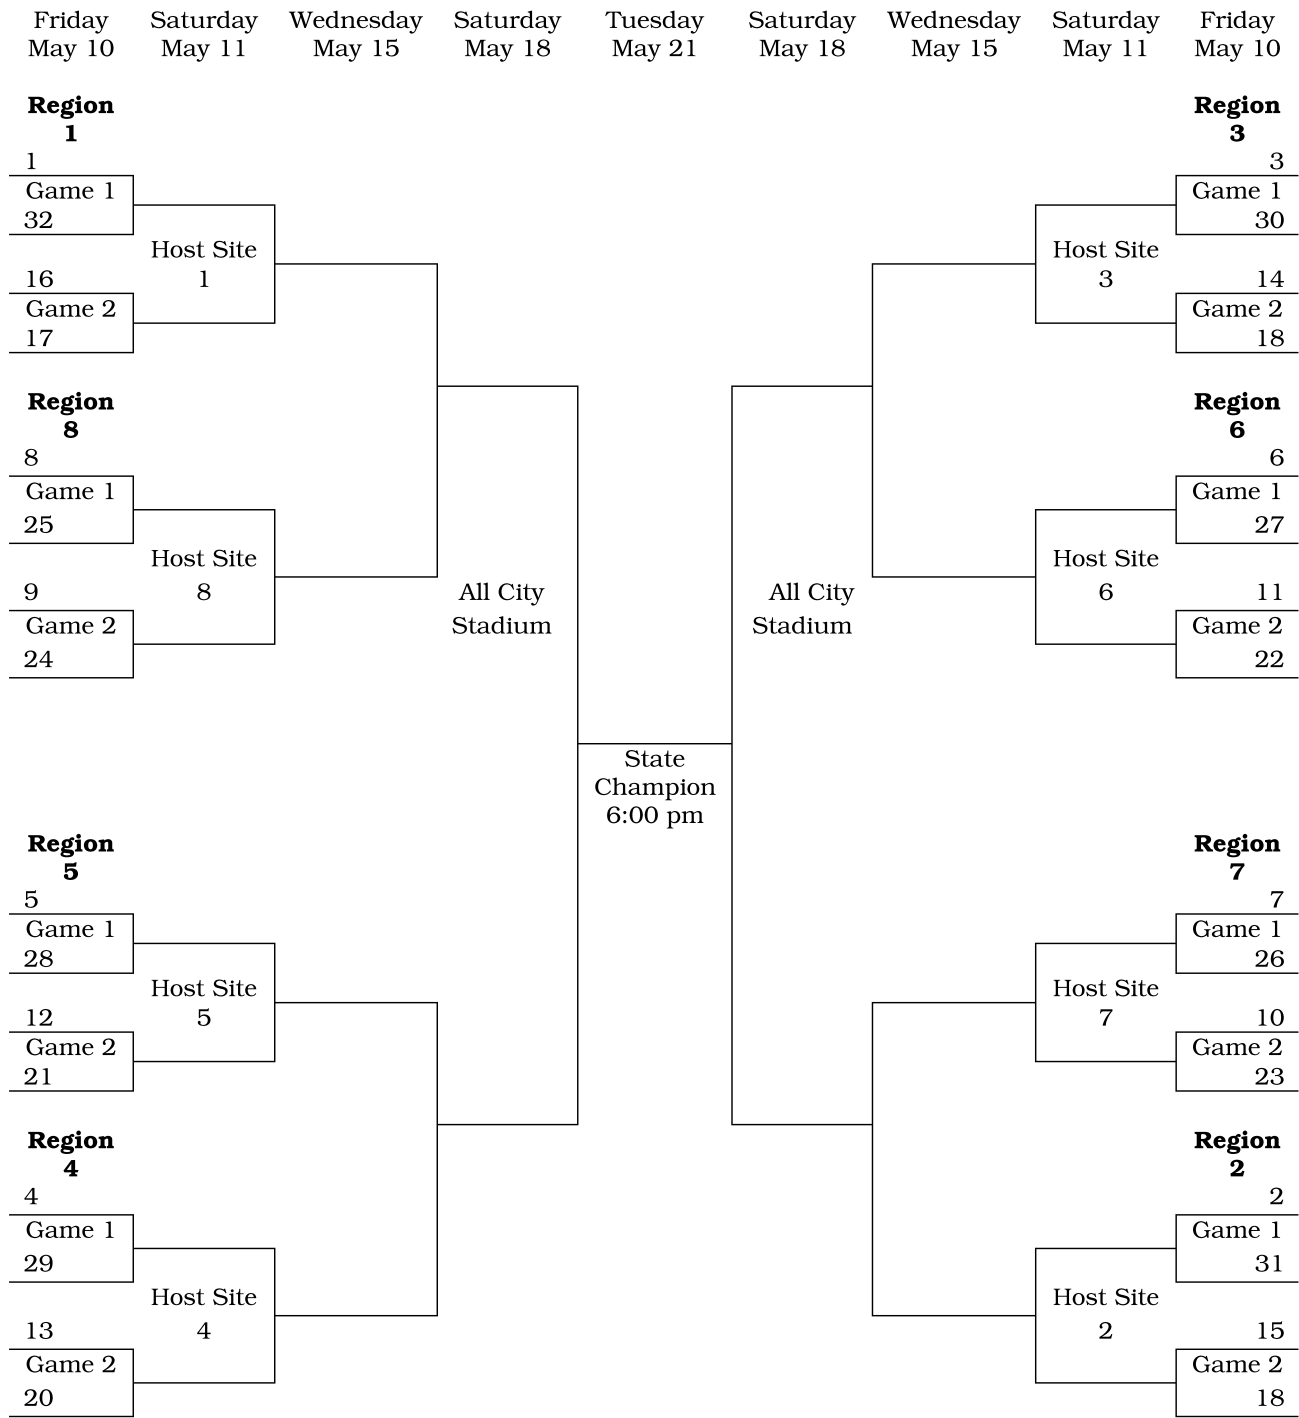 Friday Saturday Wednesday Saturday Tuesday Saturday Wednesday Saturday Friday
May 10 May 11 May 15 May 18 May 21 May 18 May 15 May 11 May 10
Region
1
1
Game 1
32
Host Site
1
16
Game 2
17
Region
8
8
Game 1
25
Host Site
8
9
Game 2
24
All City
Stadium
Region
5
5
Game 1
28
Host Site
5
12
Game 2
21
Region
4
4
Game 1
29
Host Site
4
13
Game 2
20
State
Champion
6:00 pm
Region
3
3
Game 1
30
Host Site
3
14
Game 2
18
Region
6
6
Game 1
27
Host Site
6
11
Game 2
22
All City
Stadium
Region
7
7
Game 1
26
Host Site
7
10
Game 2
23
Region
2
2
Game 1
31
Host Site
2
15
Game 2
18